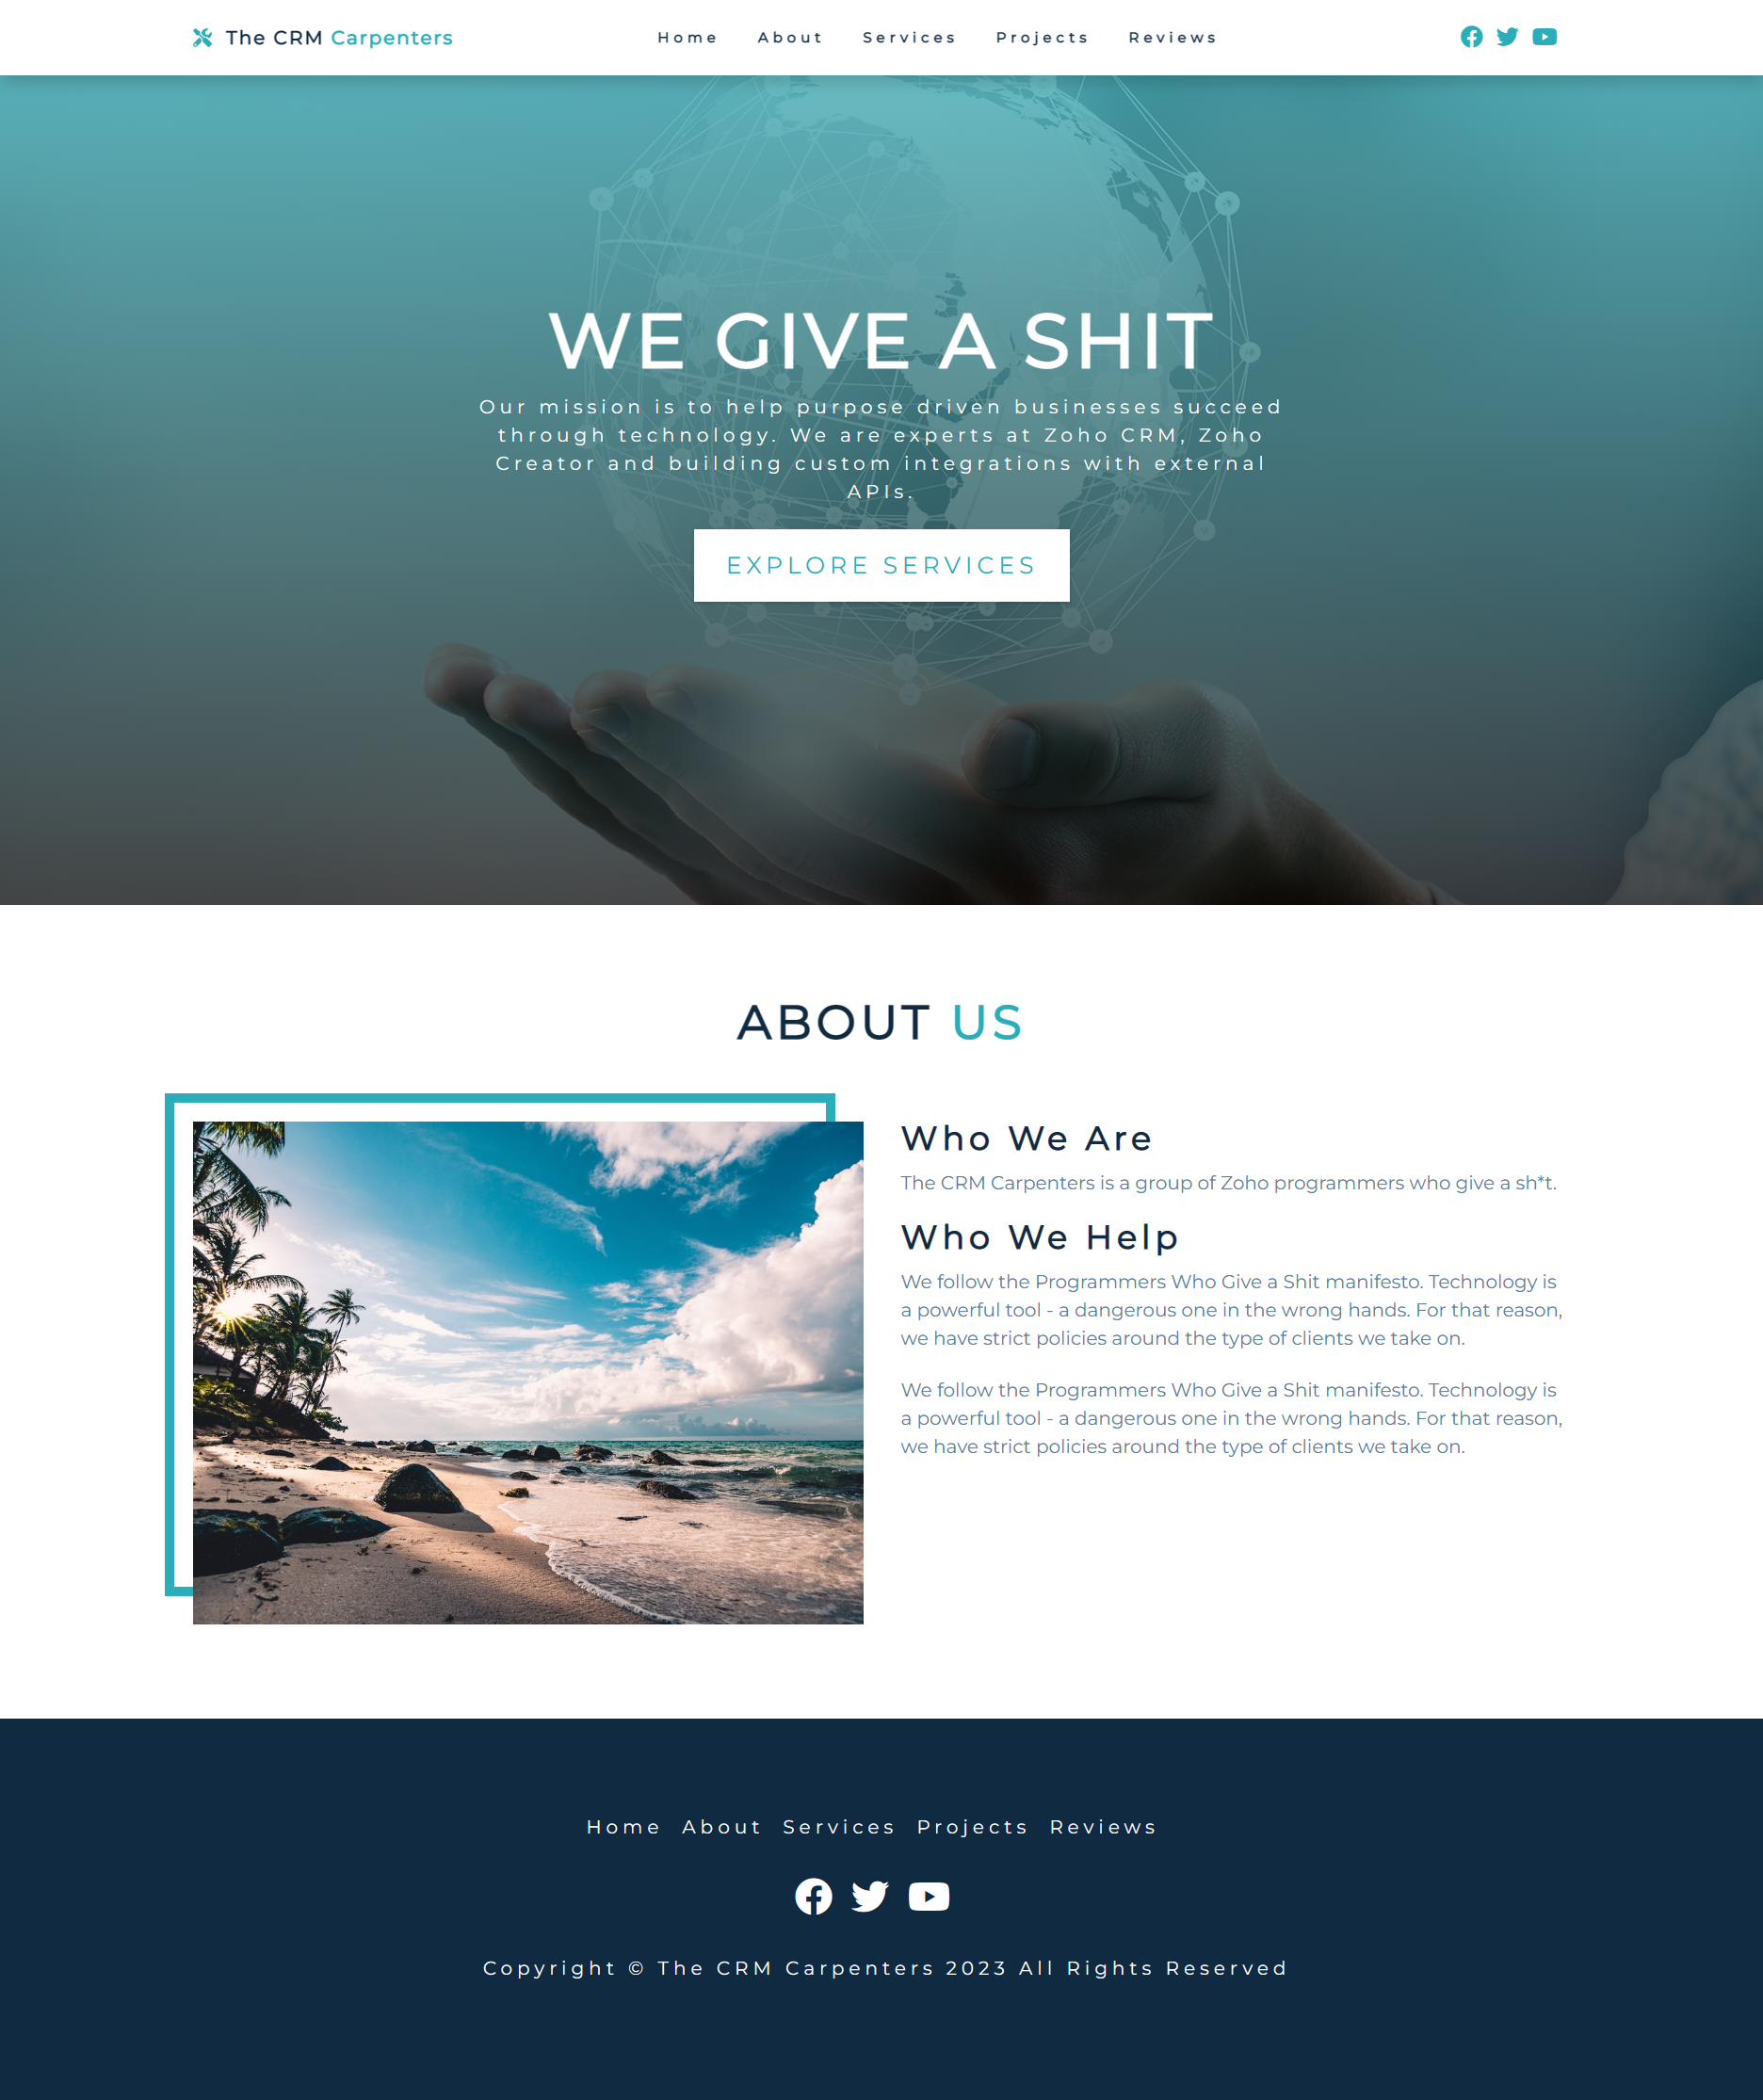 The CRM Carpenters
Home About Services Projects Reviews
WE GIVE A SHIT
Our mission is to help purpose driven businesses succeed
through technology. We are experts at Zoho CRM, Zoho
Creator and building custom integrations with external
APIs.
EXPLORE SERVICES
ABOUT US
Who We Are
The CRM Carpenters is a group of Zoho programmers who give a sh*t.
Who We Help
We follow the Programmers Who Give a Shit manifesto. Technology is
a powerful tool - a dangerous one in the wrong hands. For that reason,
we have strict policies around the type of clients we take on.
We follow the Programmers Who Give a Shit manifesto. Technology is
a powerful tool - a dangerous one in the wrong hands. For that reason,
we have strict policies around the type of clients we take on.
Home About Services Projects Reviews
Copyright © The CRM Carpenters 2023 All Rights Reserved